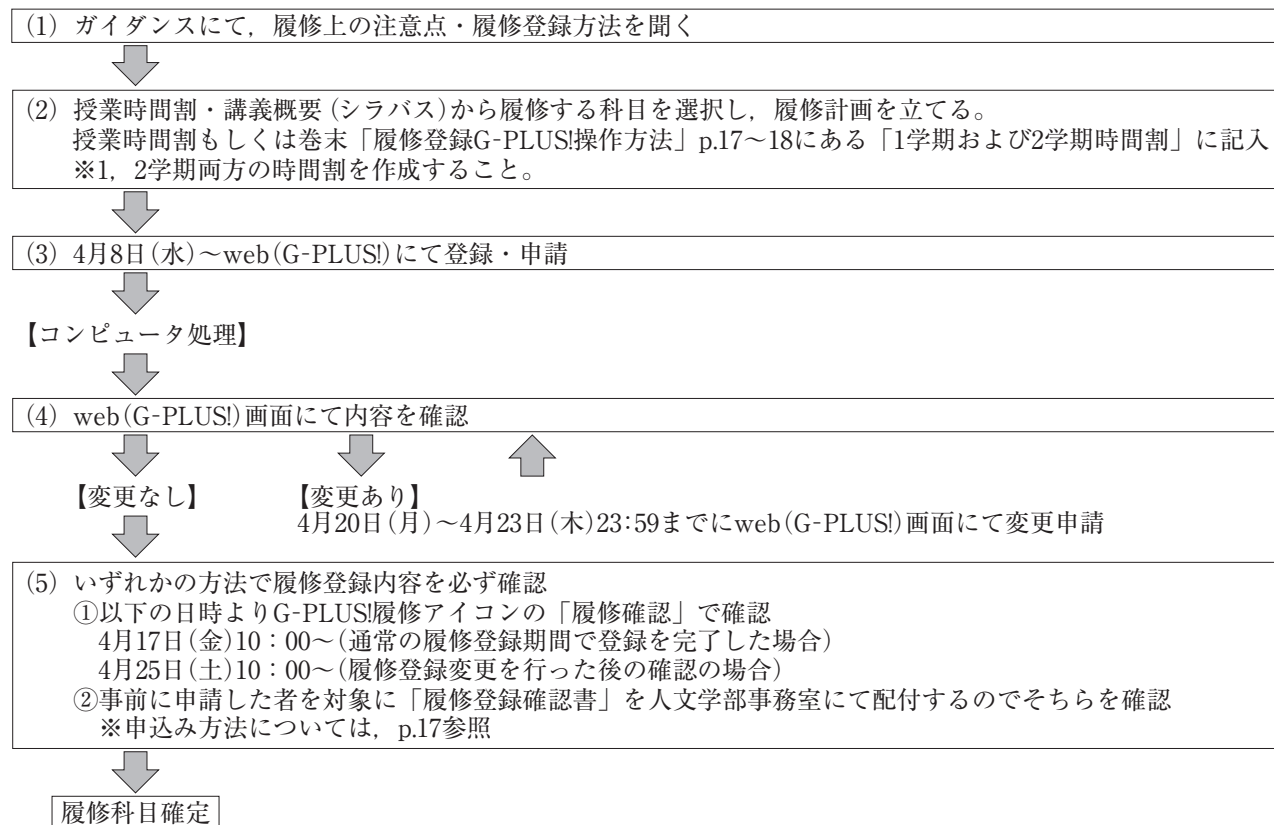 (1) ガイダンスにて，履修上の注意点・履修登録方法を聞く
(2) 授業時間割・講義概要(シラバス)から履修する科目を選択し，履修計画を立てる。
授業時間割もしくは巻末「履修登録G-PLUS!操作方法」p.17～18にある「1学期および2学期時間割」に記入
※1，2学期両方の時間割を作成すること。
(3) 4月8日(水)～web(G-PLUS!)にて登録・申請
【コンピュータ処理】
(4) web(G-PLUS!)画面にて内容を確認
【変更なし】 【変更あり】
4月20日(月)～4月23日(木)23:59までにweb(G-PLUS!)画面にて変更申請
(5) いずれかの方法で履修登録内容を必ず確認
①以下の日時よりG-PLUS!履修アイコンの「履修確認」で確認
4月17日(金)10：00～(通常の履修登録期間で登録を完了した場合)
4月25日(土)10：00～(履修登録変更を行った後の確認の場合)
②事前に申請した者を対象に「履修登録確認書」を人文学部事務室にて配付するのでそちらを確認
※申込み方法については，p.17参照
履修科目確定